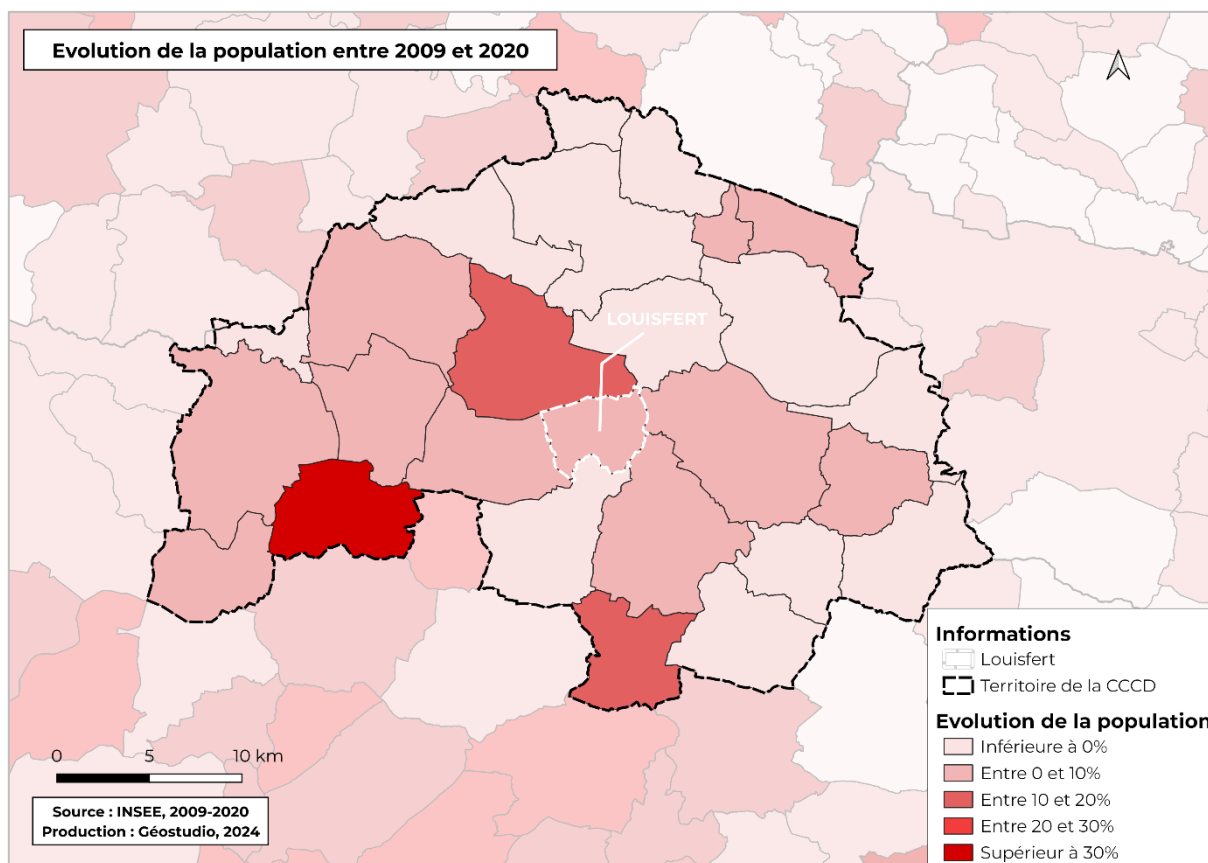 Evolution de la population entre 2009 et 2020
LOUISFERT
0 5 10 km
Source : INSEE, 2009-2020
Production : Géostudio, 2024
Informations
Louisfert
Territoire de la CCCD
Evolution de la population
Inférieure à 0%
Entre 0 et 10%
Entre 10 et 20%
Entre 20 et 30%
Supérieur à 30%